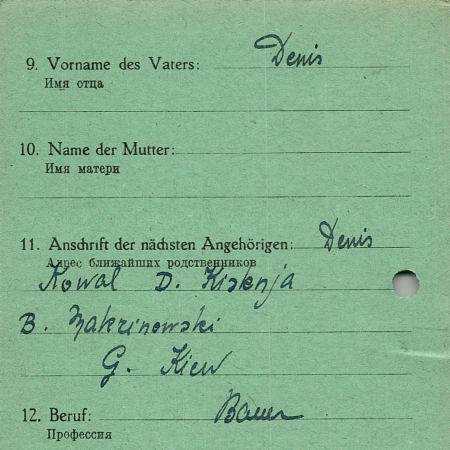 9. Vorname des Vaters: Denis
Имя отца
10. Name der Mutter:
Имя матери
11. Anschrift der nächsten Angehörigen: Denis
Адрес ближайших родственников
Kowal D. Kislnja
B. Zakrinowski
G. Kiew
12. Beruf: Bauer
Профессия